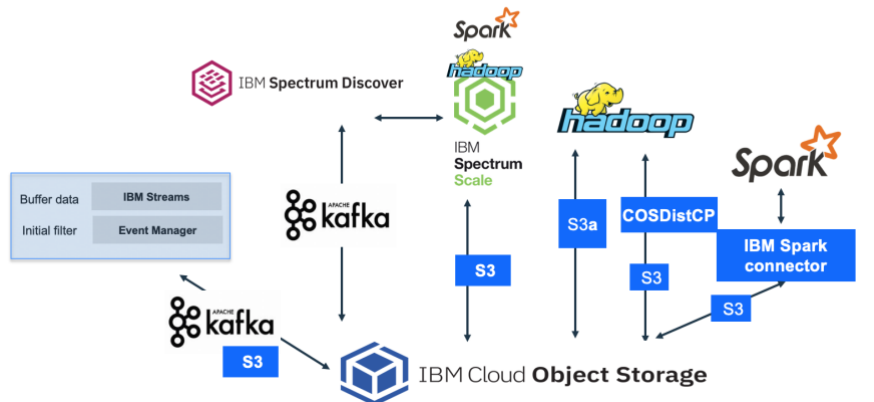 Spark
hadoop
IBM Spectrum Discover
IBM
Spectrum
Scale
hadoop
Spark
Buffer data
IBM Streams
Initial filter
Event Manager
APACHE
kafka
S3a
COSDistCP
IBM Spark
connector
S3
S3
S3
APACHE
kafka
S3
IBM Cloud Object Storage